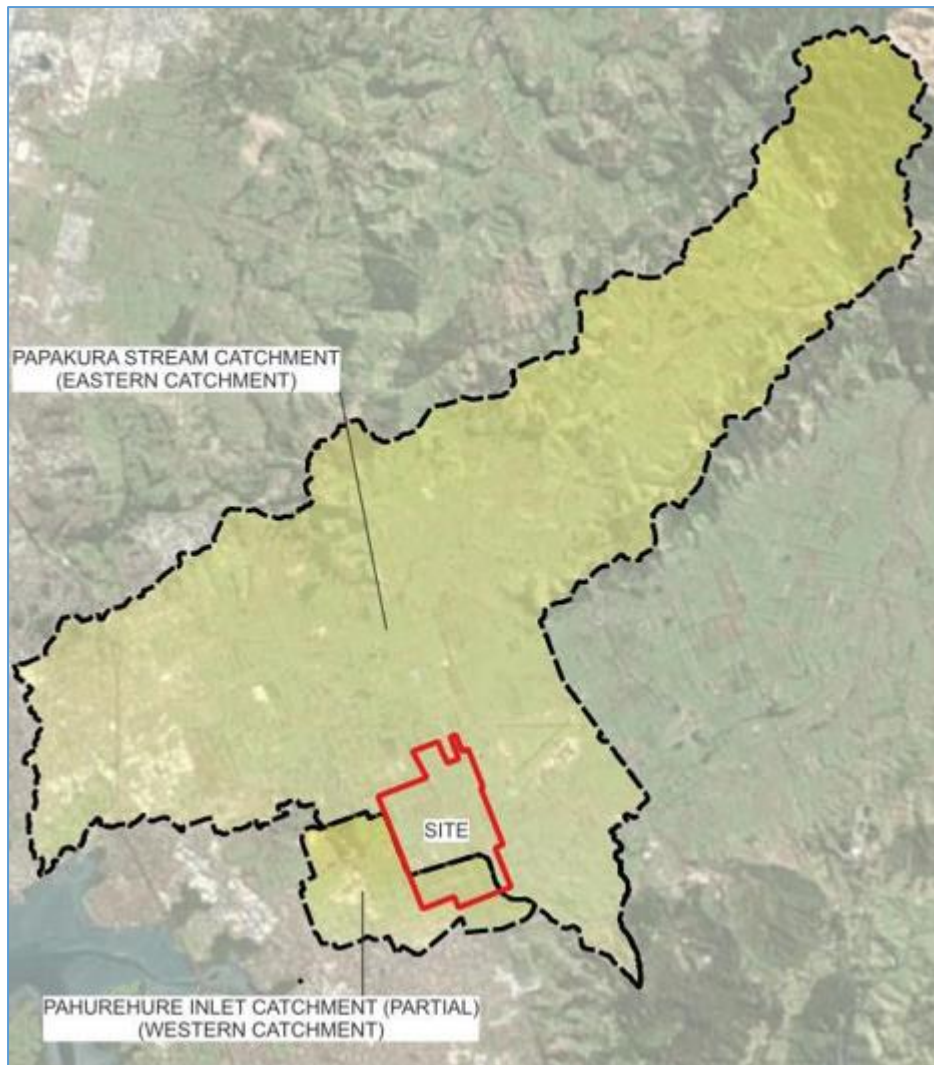 PAPAKURA STREAM CATCHMENT
(EASTERN CATCHMENT)
SITE
PAHUREHURE INLET CATCHMENT (PARTIAL)
(WESTERN CATCHMENT)